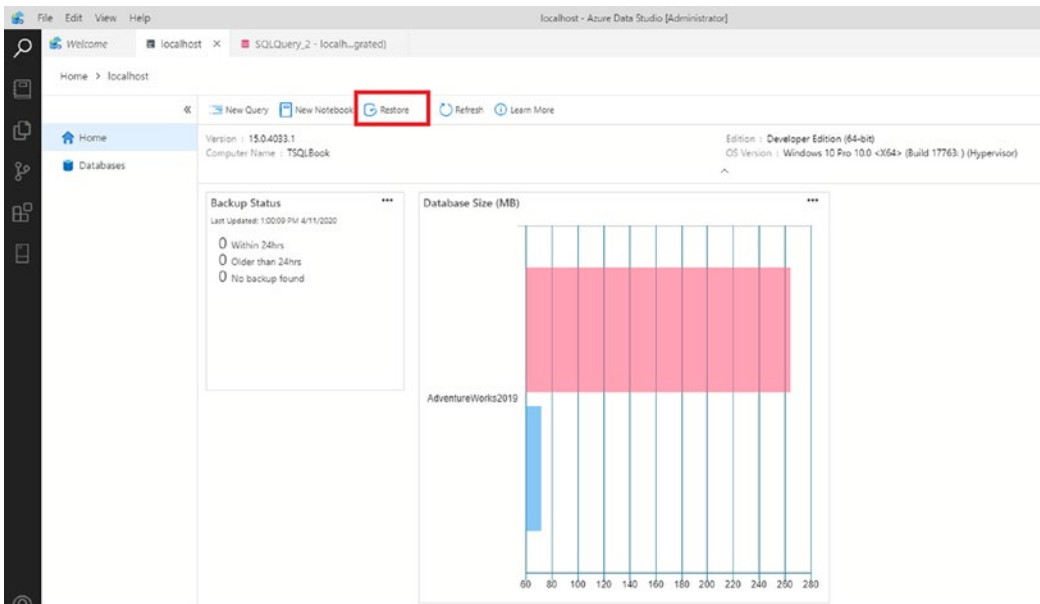 File Edit View Help
localhost - Azure Data Studio [Administrator]
Welcome localhost SQLQuery_2 - localh...grated)
Home > localhost
« New Query New Notebook Restore Refresh Learn More
Home
Databases
Version : 15.0.4033.1
Computer Name : TSQLBook
Edition : Developer Edition (64-bit)
OS Version : Windows 10 Pro 10.0 <X64> (Build 17763: ) (Hypervisor)
Backup Status •••
Last Updated: 1:00:09 PM 4/11/2020
0 Within 24hrs
0 Older than 24hrs
0 No backup found
Database Size (MB) •••
AdventureWorks2019
60 80 100 120 140 160 180 200 220 240 260 280